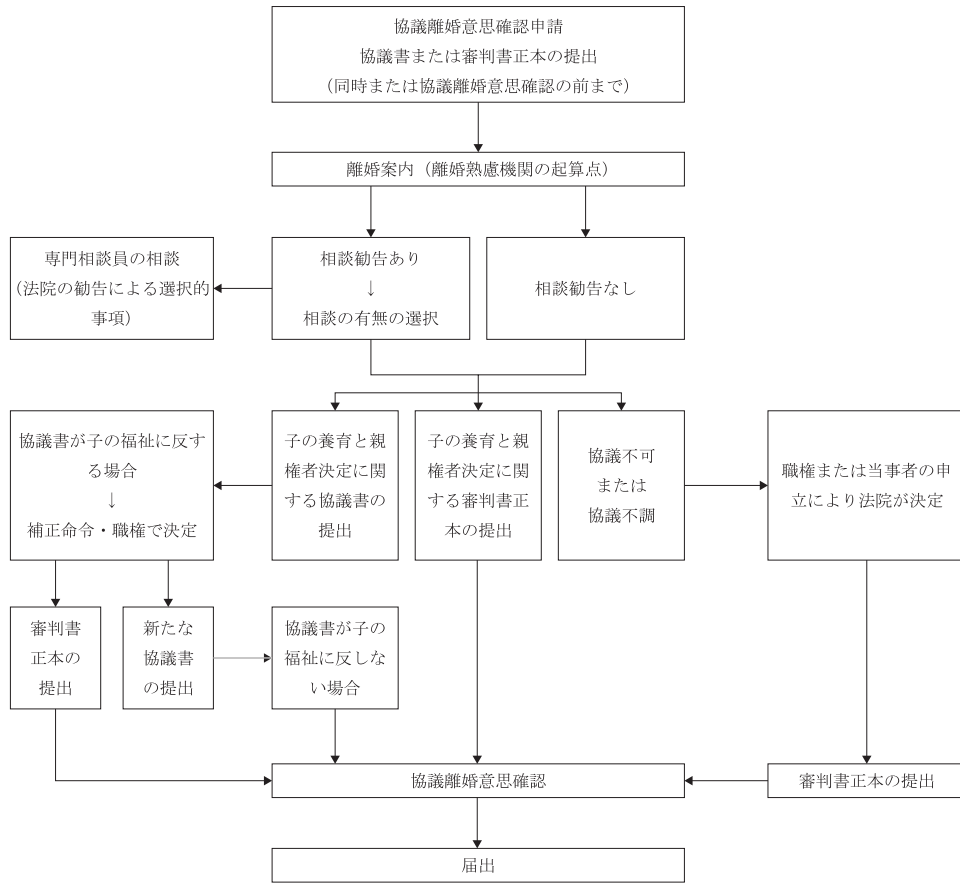 協議離婚意思確認申請
協議書または審判書正本の提出
（同時または協議離婚意思確認の前まで）
離婚案内（離婚熟慮機関の起算点）
専門相談員の相談
（法院の勧告による選択的
事項）
相談勧告あり
↓
相談の有無の選択
相談勧告なし
協議書が子の福祉に反す
る場合
↓
補正命令・職権で決定
子の養育と親
権者決定に関
する協議書の
提出
子の養育と親
権者決定に関
する審判書正
本の提出
協議不可
または
協議不調
職権または当事者の申
立により法院が決定
審判書
正本の
提出
新たな
協議書
の提出
協議書が子の
福祉に反しな
い場合
協議離婚意思確認
審判書正本の提出
届出